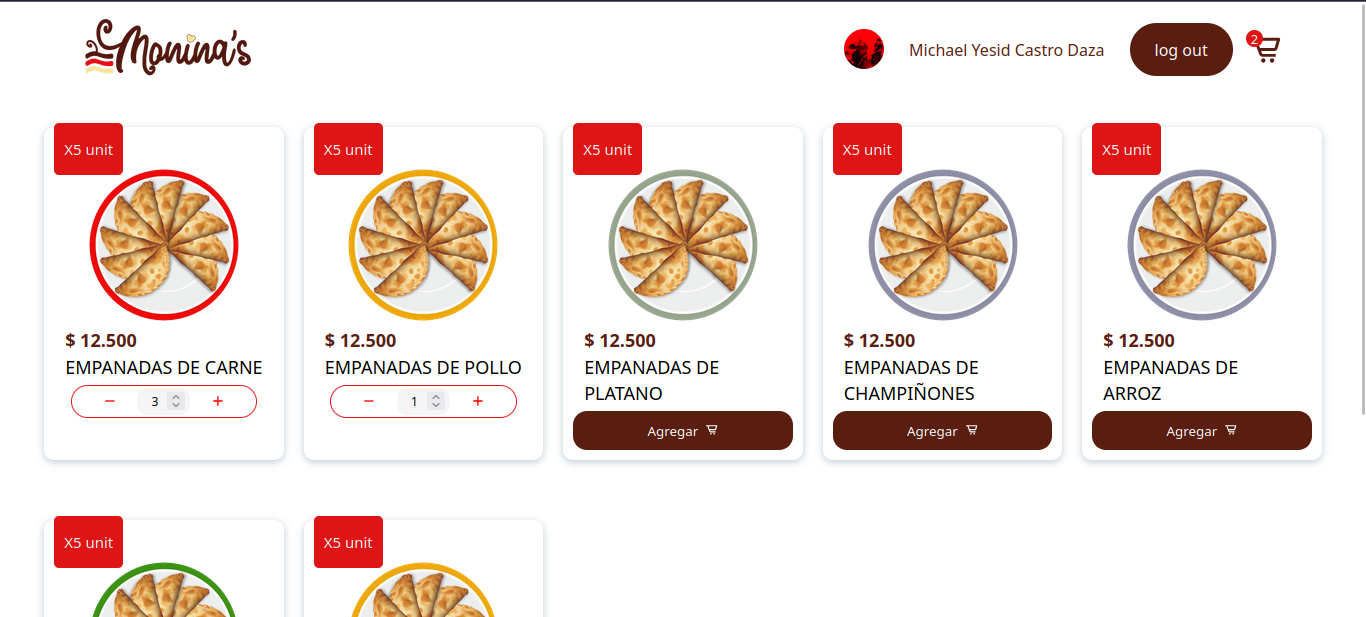 Monina's
Michael Yesid Castro Daza
log out
2
X5 unit
X5 unit
X5 unit
X5 unit
X5 unit
$ 12.500
$ 12.500
$ 12.500
$ 12.500
$ 12.500
EMPANADAS DE CARNE
EMPANADAS DE POLLO
EMPANADAS DE
PLATANO
EMPANADAS DE
CHAMPIÑONES
EMPANADAS DE
ARROZ
− 3 +
− 1 +
Agregar
Agregar
Agregar
X5 unit
X5 unit